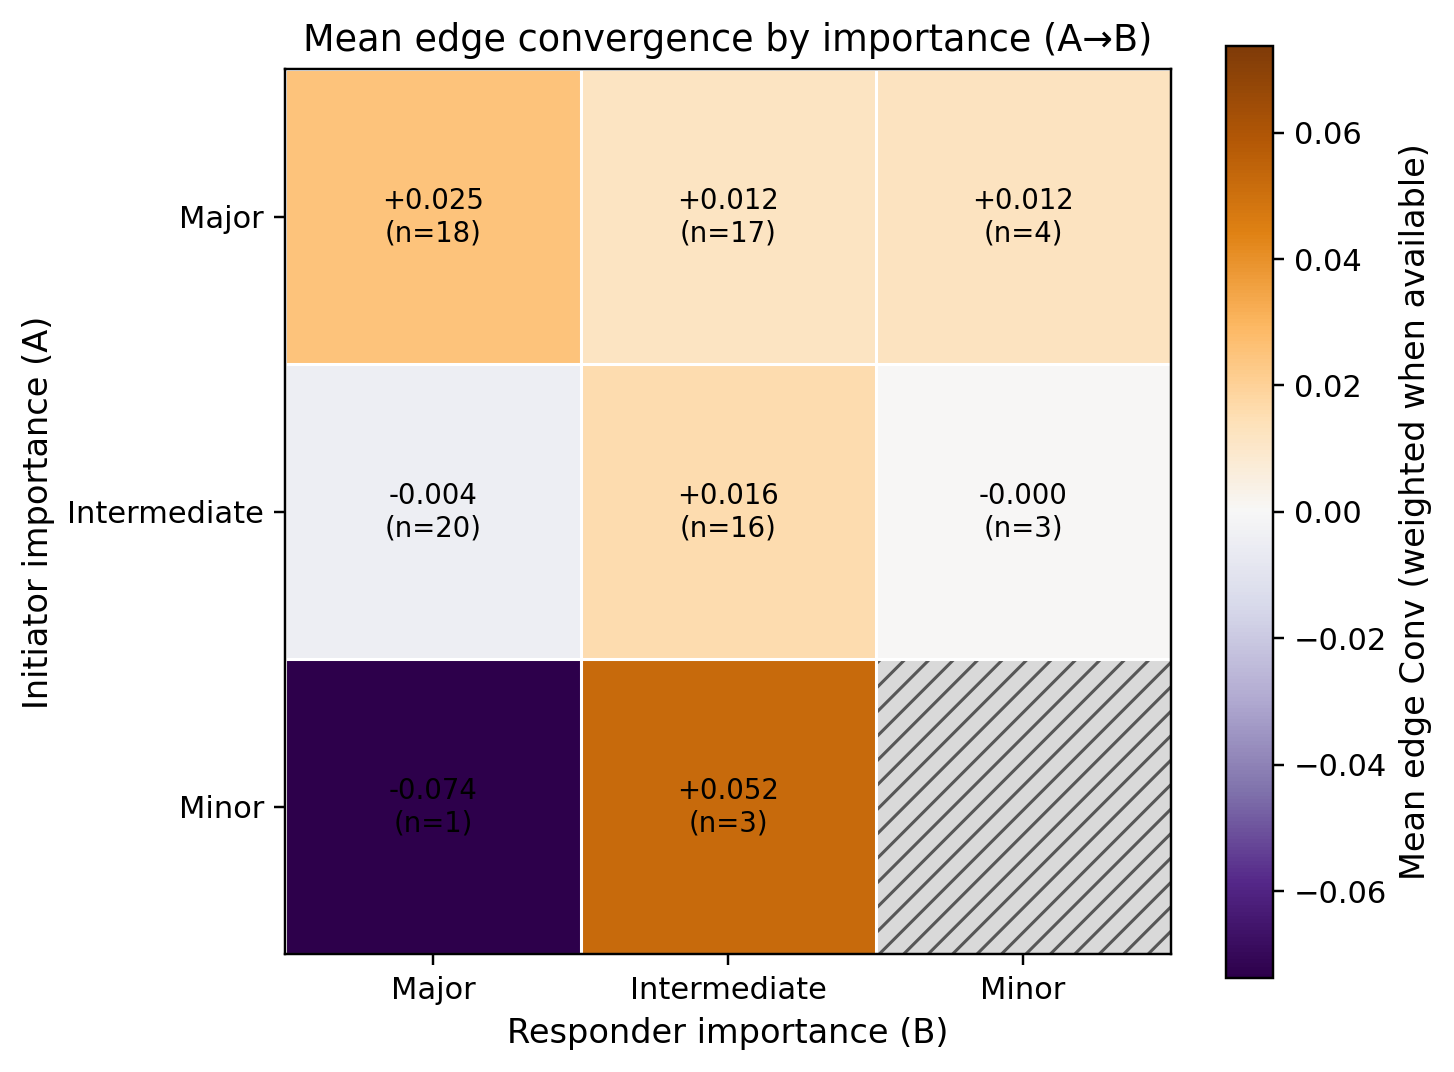 Mean edge convergence by importance (A→B)
Initiator importance (A)
Major
+0.025
(n=18)
+0.012
(n=17)
+0.012
(n=4)
Intermediate
-0.004
(n=20)
+0.016
(n=16)
-0.000
(n=3)
Minor
-0.074
(n=1)
+0.052
(n=3)
Major
Intermediate
Minor
Responder importance (B)
0.06
0.04
0.02
0.00
−0.02
−0.04
−0.06
Mean edge Conv (weighted when available)